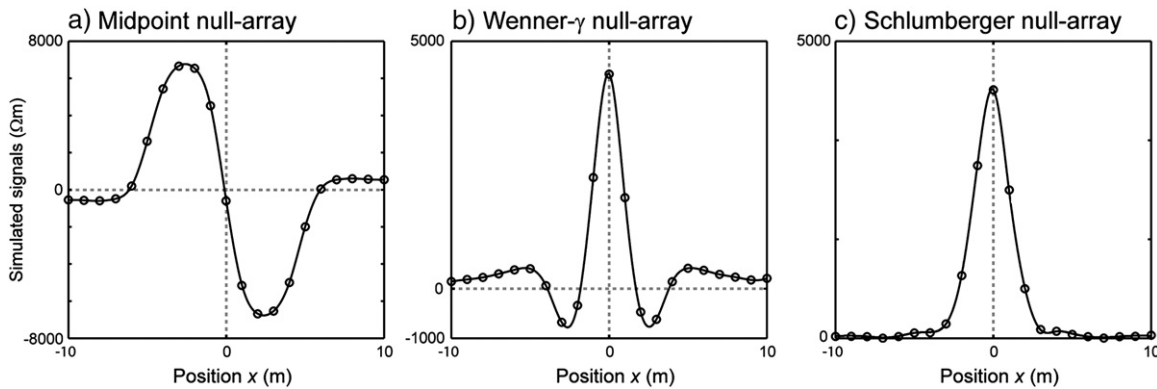 a) Midpoint null-array
b) Wenner-γ null-array
c) Schlumberger null-array
8000
0
-8000
-10
0
10
Simulated signals (Ωm)
Position x (m)
5000
0
-1000
-10
0
10
Position x (m)
5000
0
-10
0
10
Position x (m)